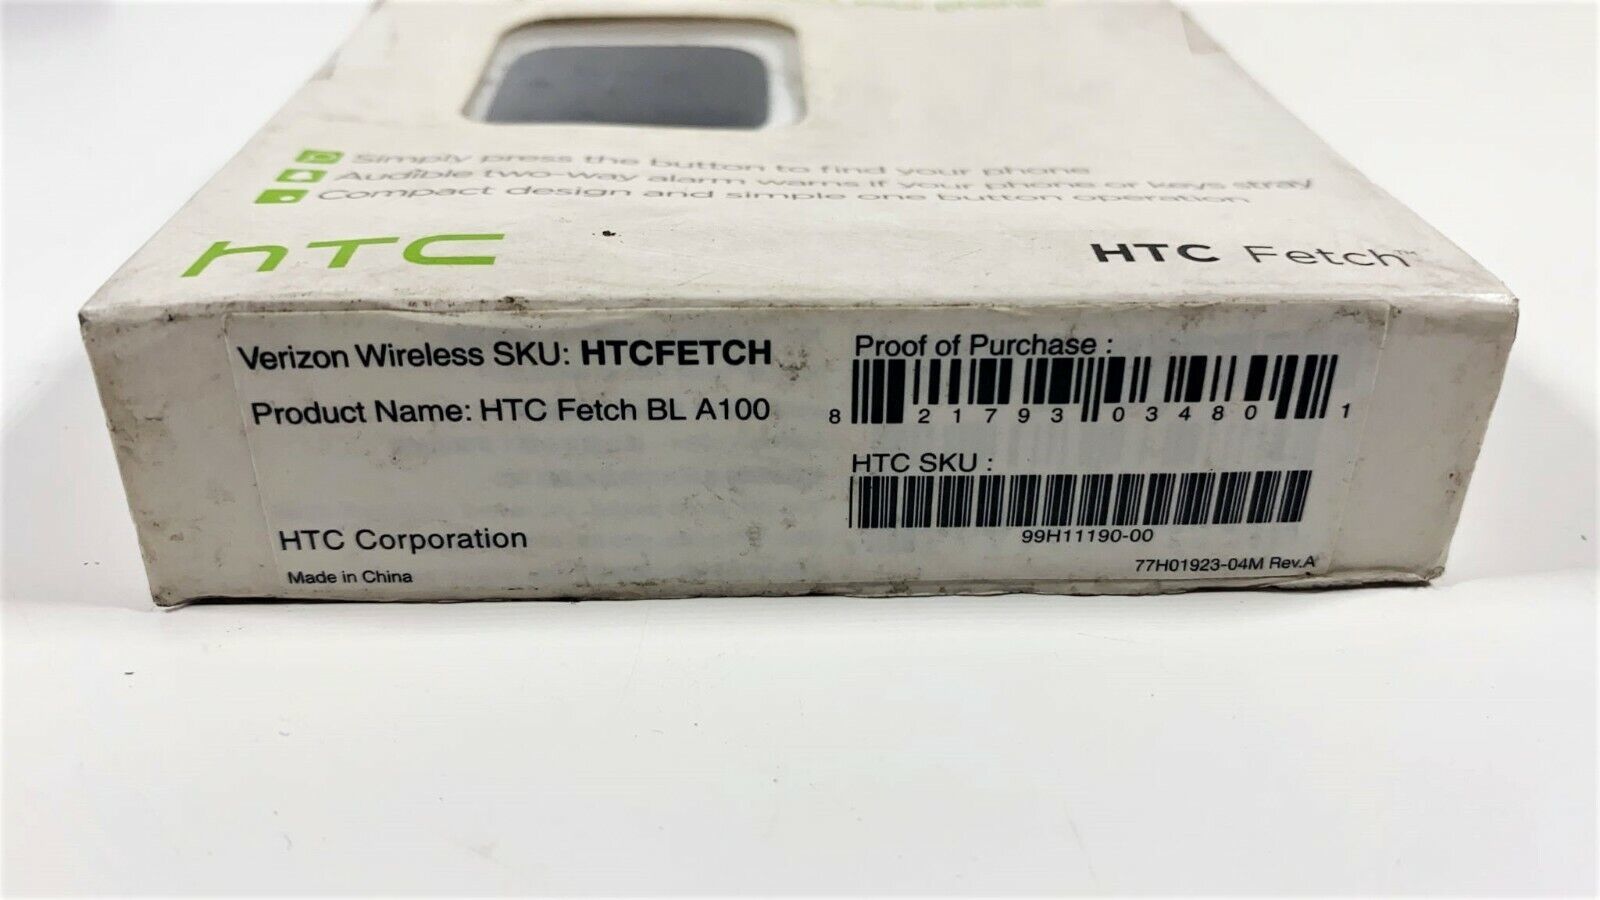 Simply press the button to find your phone
Audible two-way alarm warns if your phone or keys stray
Compact design and simple one button operation
hTC
HTC Fetch™
Verizon Wireless SKU: HTCFETCH
Product Name: HTC Fetch BL A100
HTC Corporation
Made in China
Proof of Purchase :
8 21793 03480 1
HTC SKU :
99H11190-00
77H01923-04M Rev.A